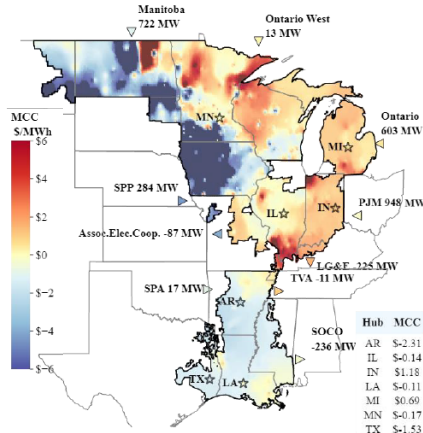 Manitoba
722 MW
Ontario West
13 MW
MCC
$/MWh
$6
$4
$2
$0
$−2
$−4
$−6
MN
MI
Ontario
603 MW
SPP 284 MW
IL
IN
PJM 948 MW
Assoc.Elec.Coop. -87 MW
LG&E -225 MW
TVA -11 MW
SPA 17 MW
AR
SOCO
-236 MW
TX
LA
Hub MCC
AR $-2.31
IL $-0.14
IN $1.18
LA $-0.11
MI $0.69
MN $-0.17
TX $-1.53